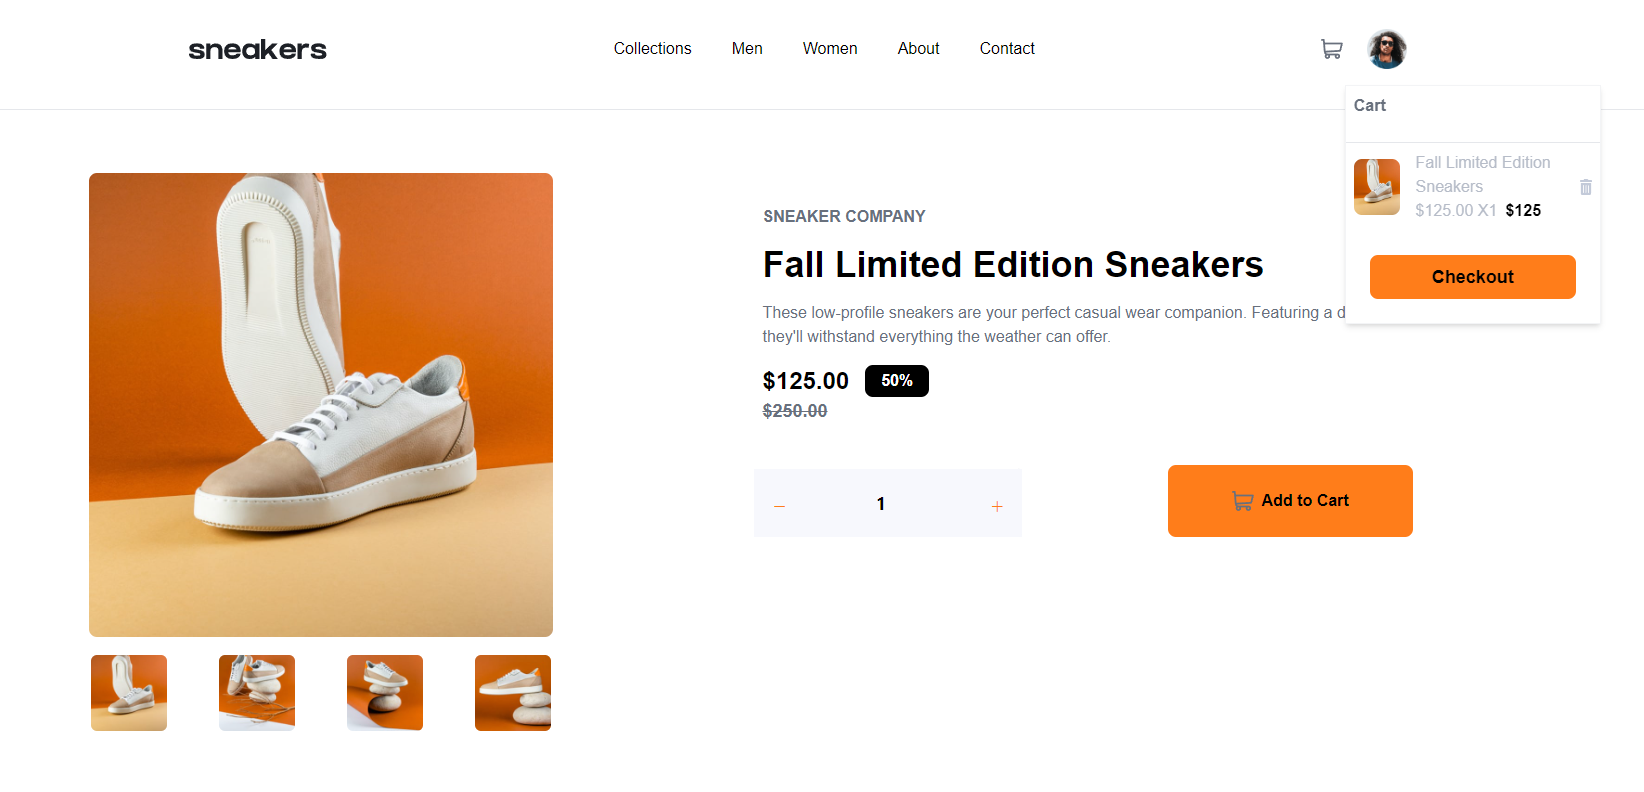 sneakers
Collections Men Women About Contact
Cart
Fall Limited Edition
Sneakers
$125.00 X1 $125
Checkout
SNEAKER COMPANY
Fall Limited Edition Sneakers
These low-profile sneakers are your perfect casual wear companion. Featuring a d
they'll withstand everything the weather can offer.
$125.00 50%
$250.00
– 1 +
Add to Cart